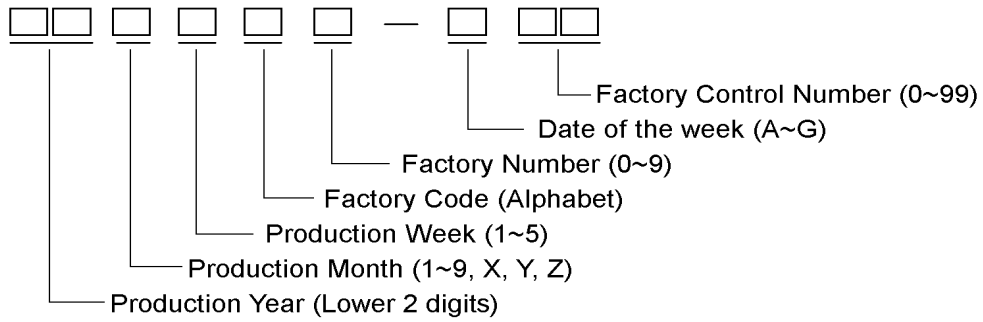 Factory Control Number (0~99)
Date of the week (A~G)
Factory Number (0~9)
Factory Code (Alphabet)
Production Week (1~5)
Production Month (1~9, X, Y, Z)
Production Year (Lower 2 digits)